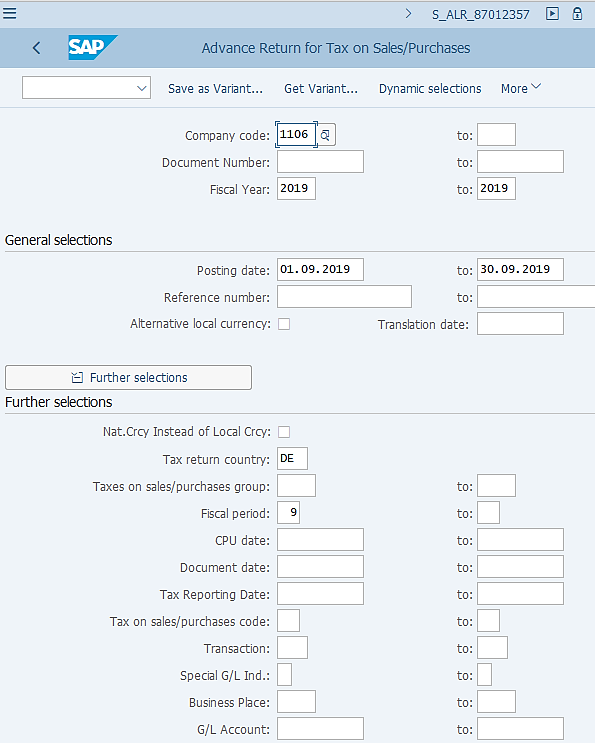 S_ALR_87012357
SAP Advance Return for Tax on Sales/Purchases
Save as Variant... Get Variant... Dynamic selections More
Company code: 1106 to:
Document Number: to:
Fiscal Year: 2019 to: 2019
General selections
Posting date: 01.09.2019 to: 30.09.2019
Reference number: to:
Alternative local currency: Translation date:
Further selections
Further selections
Nat.Crcy Instead of Local Crcy:
Tax return country: DE
Taxes on sales/purchases group: to:
Fiscal period: 9 to:
CPU date: to:
Document date: to:
Tax Reporting Date: to:
Tax on sales/purchases code: to:
Transaction: to:
Special G/L Ind.: to:
Business Place: to:
G/L Account: to: